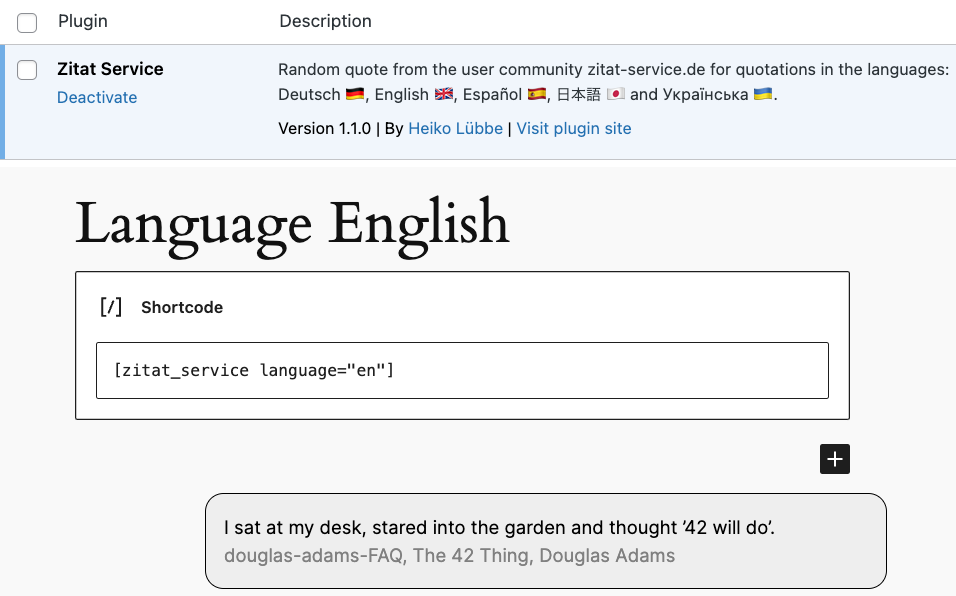 Plugin Description
Zitat Service
Deactivate
Random quote from the user community zitat-service.de for quotations in the languages:
Deutsch 🇩🇪, English 🇬🇧, Español 🇪🇸, 日本語 🇯🇵 and Українська 🇺🇦.
Version 1.1.0 | By Heiko Lübbe | Visit plugin site
Language English
[/] Shortcode
[zitat_service language="en"]
I sat at my desk, stared into the garden and thought ’42 will do’.
douglas-adams-FAQ, The 42 Thing, Douglas Adams